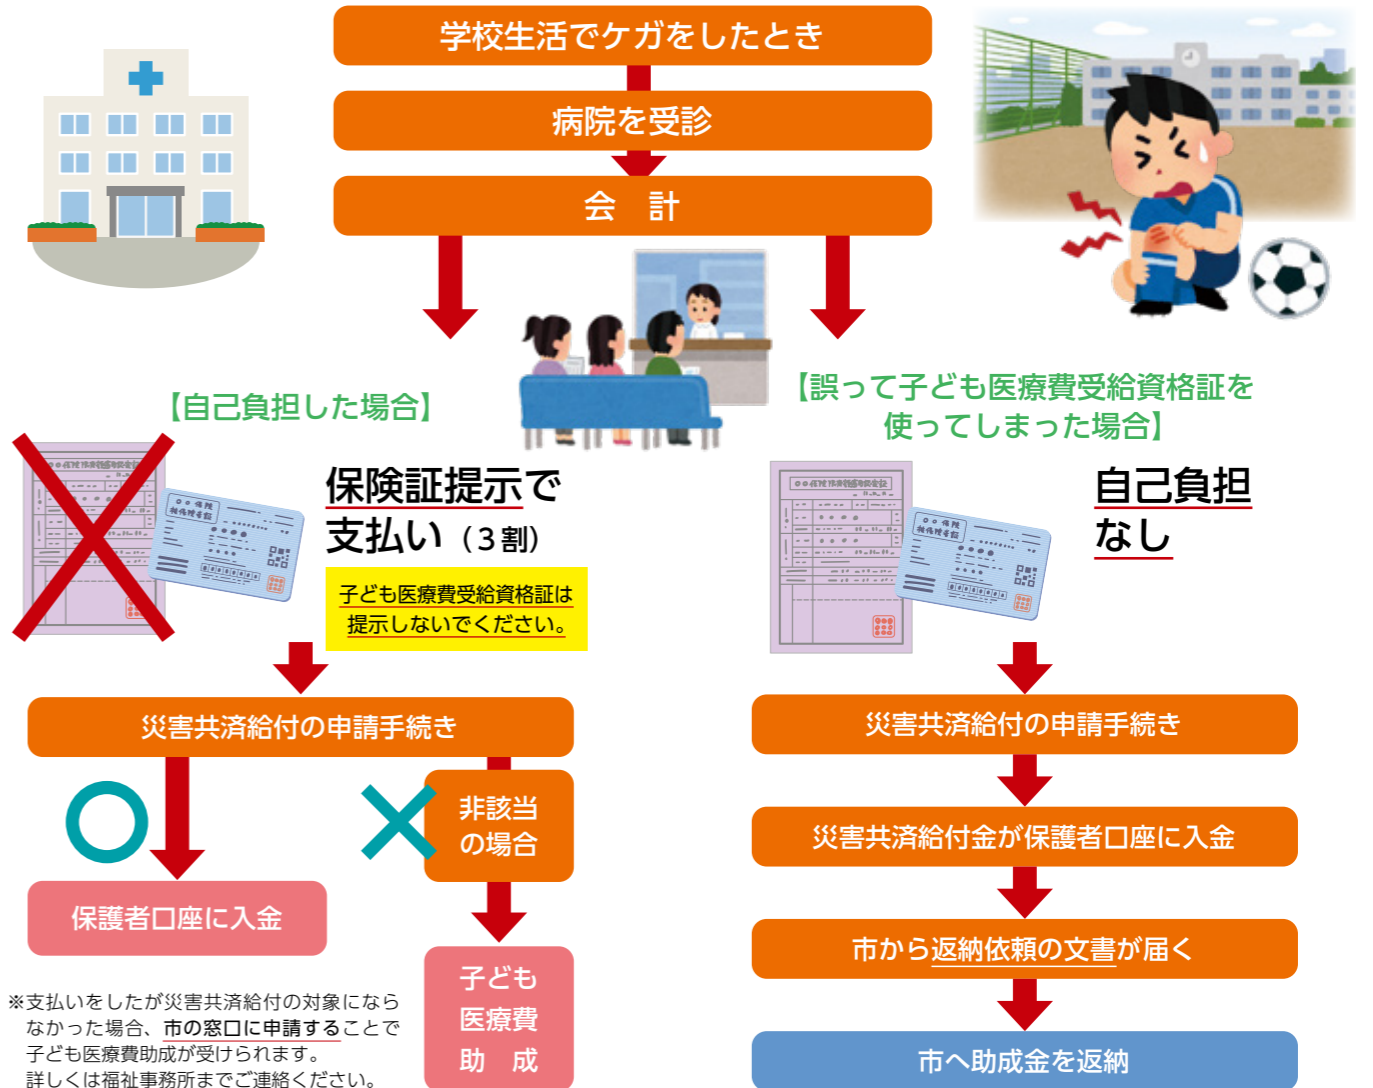 学校生活でケガをしたとき
病院を受診
会　計
【自己負担した場合】
保険証提示で
支払い（３割）
子ども医療費受給資格証は
提示しないでください。
災害共済給付の申請手続き
非該当
の場合
保護者口座に入金
子ども
医療費
助　成
※支払いをしたが災害共済給付の対象になら
なかった場合、市の窓口に申請することで
子ども医療費助成が受けられます。
詳しくは福祉事務所までご連絡ください。
【誤って子ども医療費受給資格証を
使ってしまった場合】
自己負担
なし
災害共済給付の申請手続き
災害共済給付金が保護者口座に入金
市から返納依頼の文書が届く
市へ助成金を返納